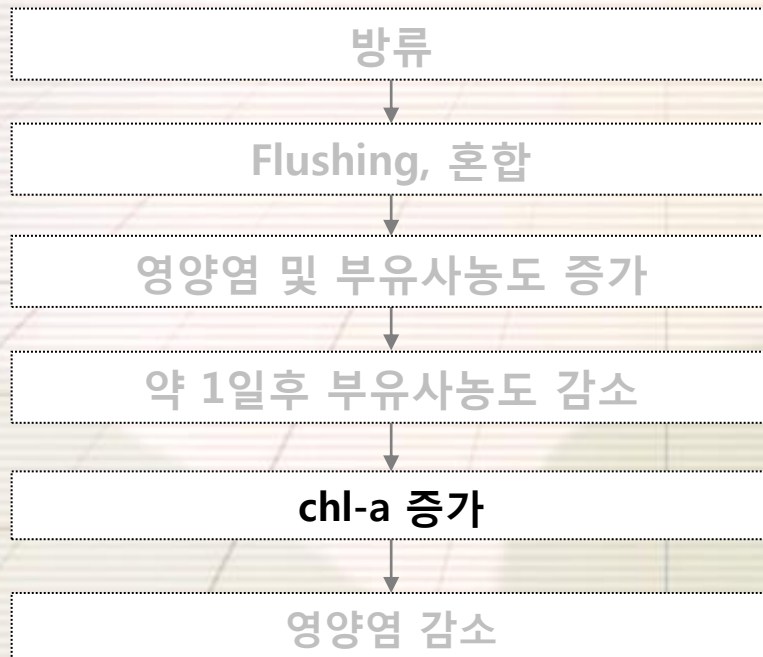 방류
Flushing, 혼합
영양염 및 부유사농도 증가
약 1일후 부유사농도 감소
chl-a 증가
영양염 감소